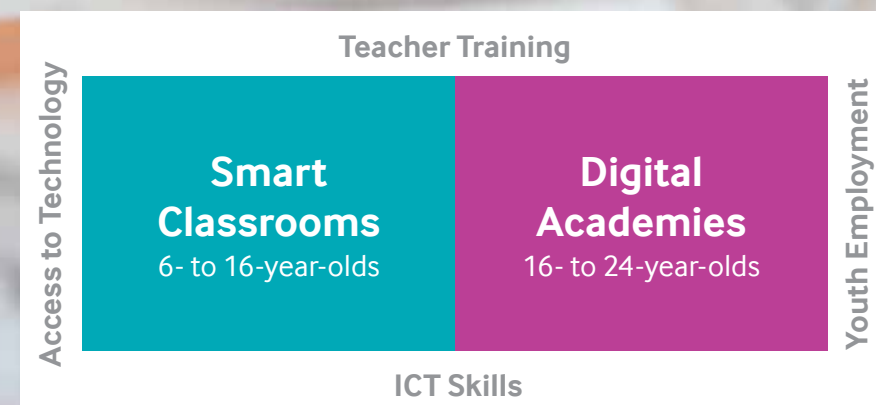 Teacher Training
Access to Technology
Smart
Classrooms
6- to 16-year-olds
Digital
Academies
16- to 24-year-olds
Youth Employment
ICT Skills